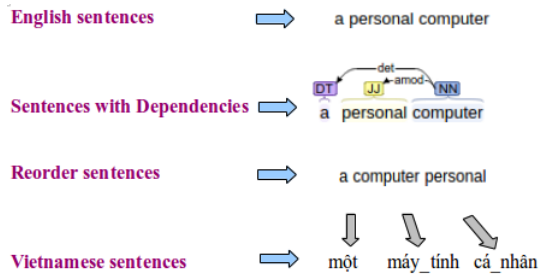 English sentences a personal computer
det
amod
DT JJ NN
Sentences with Dependencies a personal computer
Reorder sentences a computer personal
Vietnamese sentences một máy_tính cá_nhân